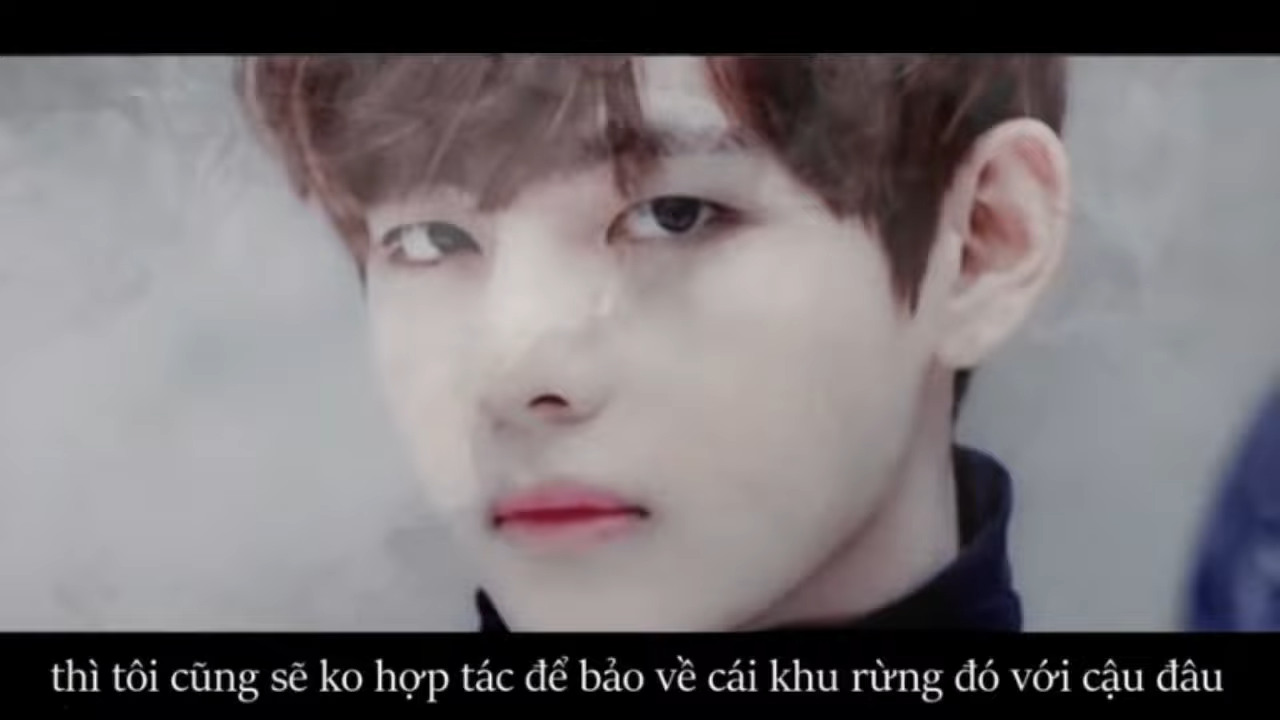 thì tôi cũng sẽ ko hợp tác để bảo về cái khu rừng đó với cậu đâu